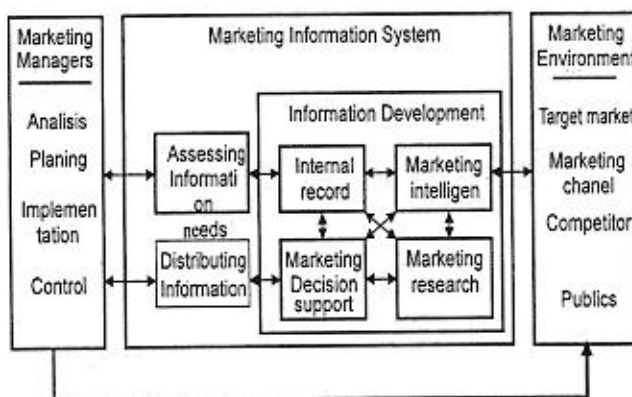 Marketing
Managers
Analisis
Planing
Implemen
tation
Control
Marketing Information System
Assessing
Informati
on
needs
Distributing
Information
Information Development
Internal
record
Marketing
intelligen
Marketing
Decision
support
Marketing
research
Marketing
Environment
Target market
Marketing
chanel
Competitor
Publics